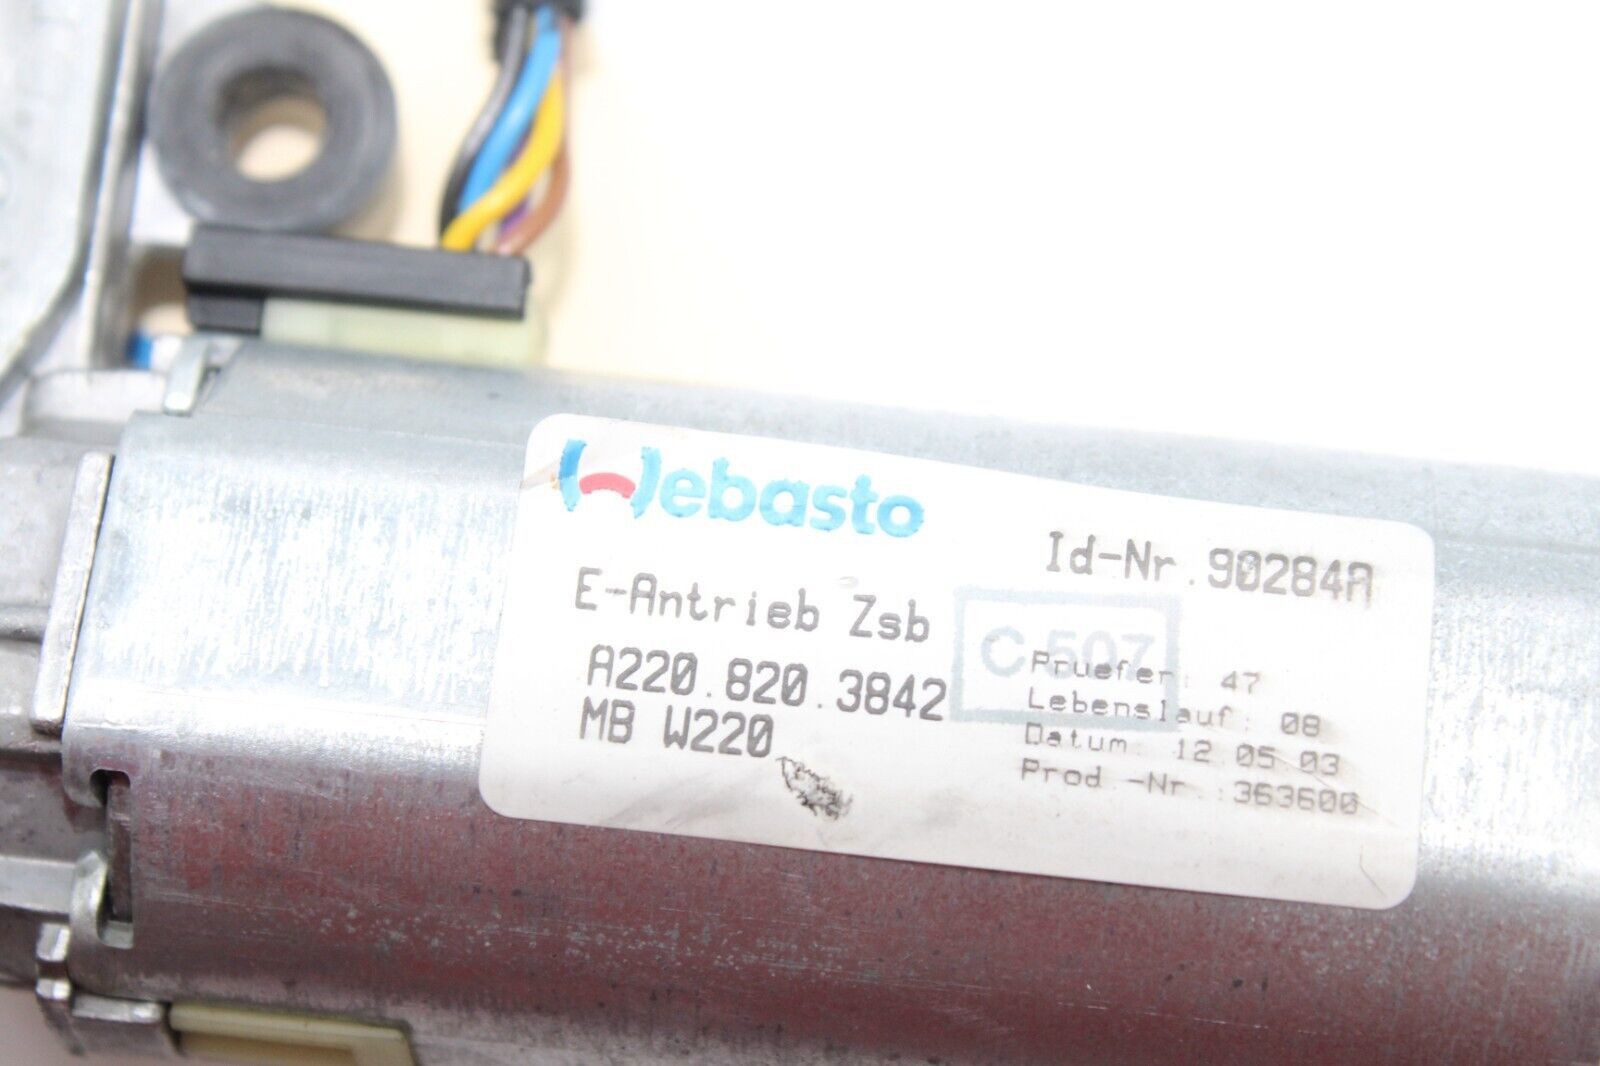 Webasto
Id-Nr.90284A
E-Antrieb Zsb
C 507
A220.820.3842
MB W220
Pruefer: 47
Lebenslauf: 08
Datum: 12.05.03
Prod.-Nr.:363600